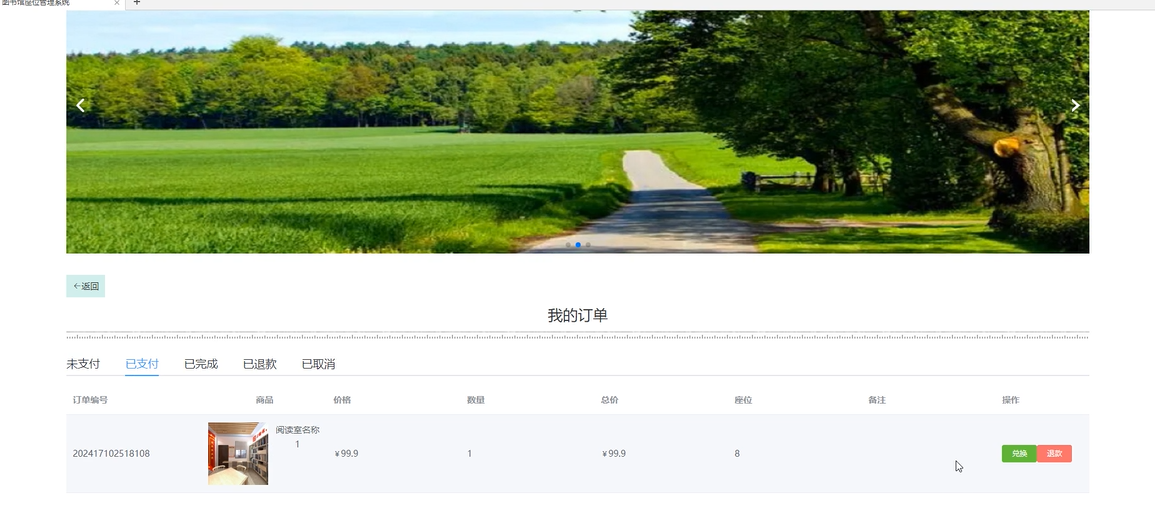 图书馆座位管理系统
←返回
我的订单
未支付 已支付 已完成 已退款 已取消
订单编号 商品 价格 数量 总价 座位 备注 操作
202417102518108 阅读室名称1 ¥99.9 1 ¥99.9 8 兑换 退款